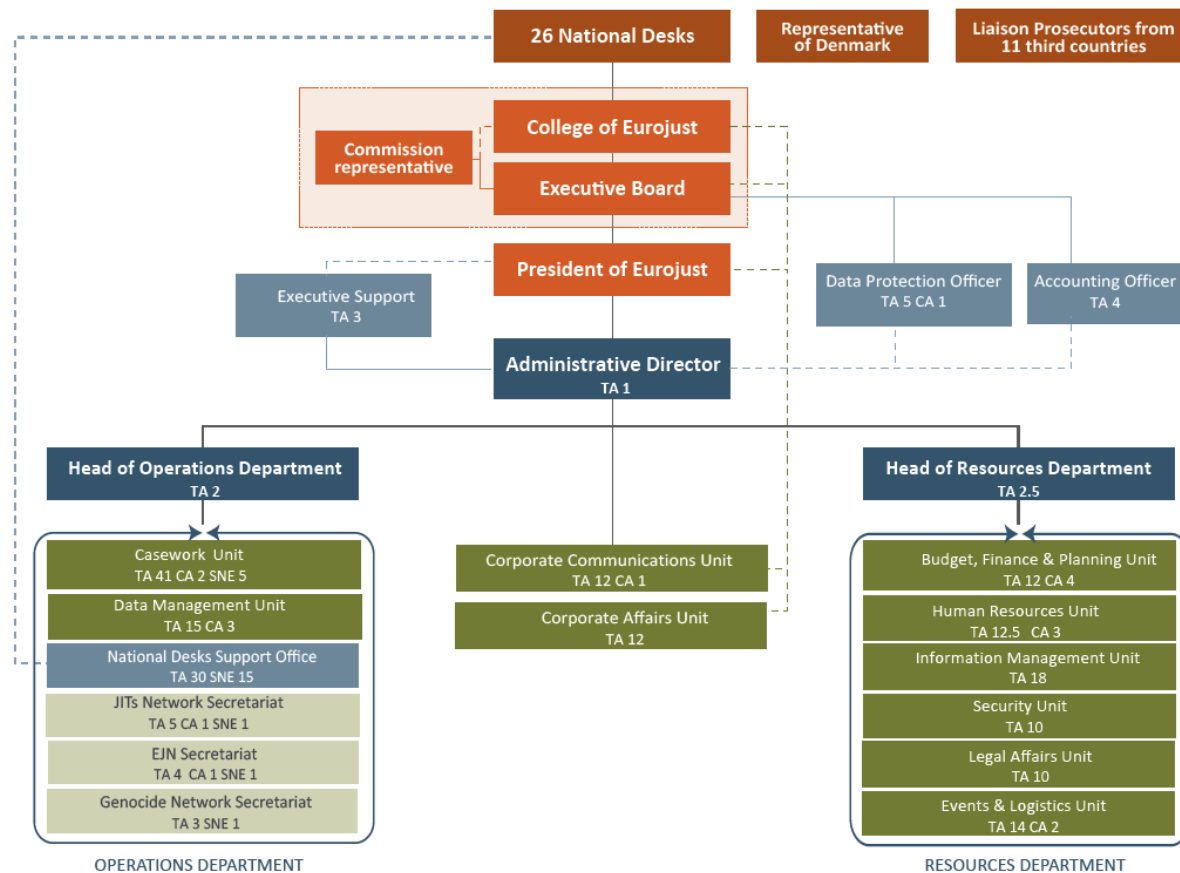 26 National Desks
Representative
of Denmark
Liaison Prosecutors from
11 third countries
College of Eurojust
Commission
representative
Executive Board
President of Eurojust
Executive Support
TA 3
Data Protection Officer
TA 5 CA 1
Accounting Officer
TA 4
Administrative Director
TA 1
Head of Operations Department
TA 2
Head of Resources Department
TA 2.5
Casework Unit
TA 41 CA 2 SNE 5
Data Management Unit
TA 15 CA 3
National Desks Support Office
TA 30 SNE 15
JITs Network Secretariat
TA 5 CA 1 SNE 1
EJN Secretariat
TA 4 CA 1 SNE 1
Genocide Network Secretariat
TA 3 SNE 1
OPERATIONS DEPARTMENT
Corporate Communications Unit
TA 12 CA 1
Corporate Affairs Unit
TA 12
Budget, Finance & Planning Unit
TA 12 CA 4
Human Resources Unit
TA 12.5 CA 3
Information Management Unit
TA 18
Security Unit
TA 10
Legal Affairs Unit
TA 10
Events & Logistics Unit
TA 14 CA 2
RESOURCES DEPARTMENT